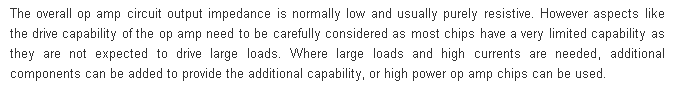 The overall op amp circuit output impedance is normally low and usually purely resistive. However aspects like
the drive capability of the op amp need to be carefully considered as most chips have a very limited capability as
they are not expected to drive large loads. Where large loads and high currents are needed, additional
components can be added to provide the additional capability, or high power op amp chips can be used.